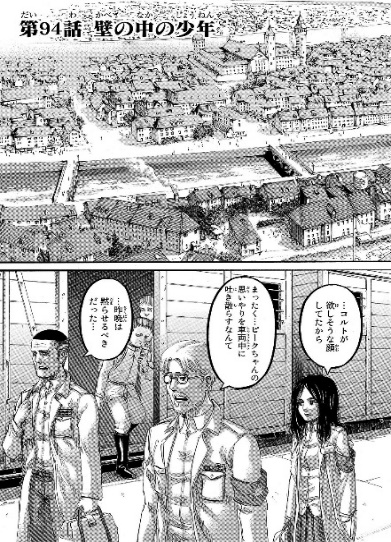 第94話 壁の中の少年
…コルトが
欲しそうな顔
してたから
まったく…ピークちゃんの
思いやりを車両中に
吐き散らすなんて
…昨晩は
黙らせるべき
だった…